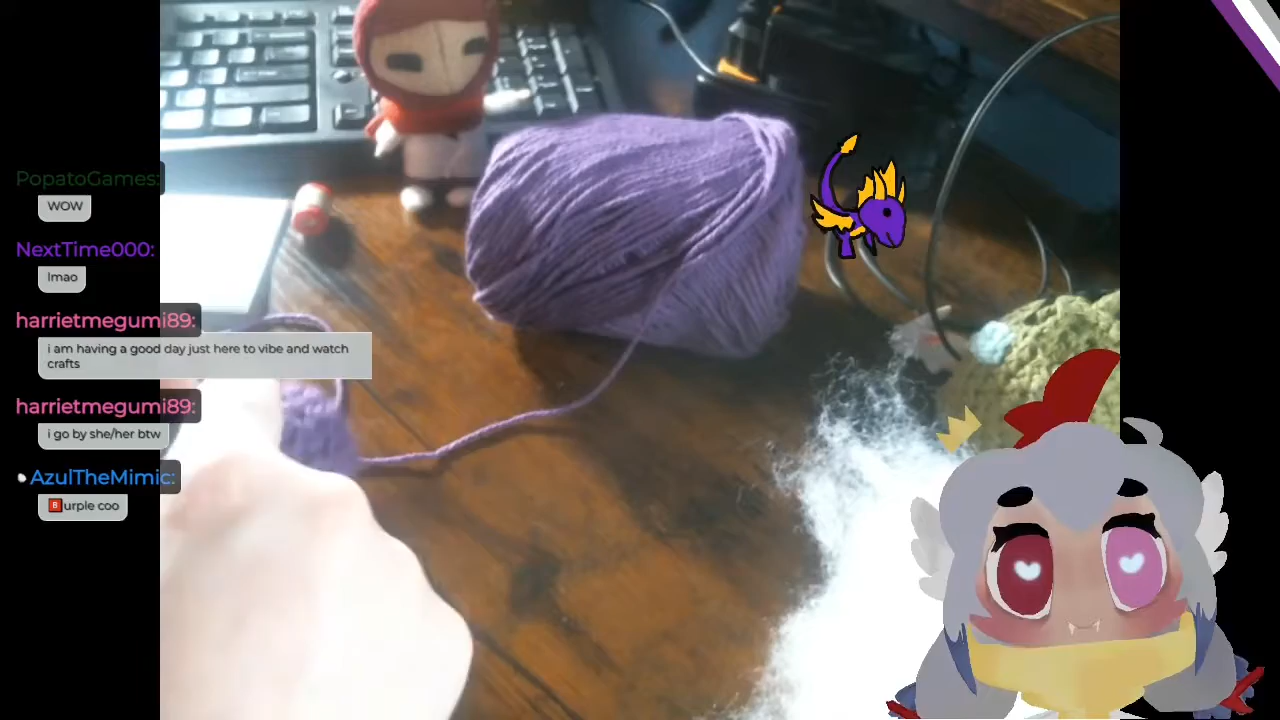 PopatoGames:
WOW
NextTime000:
lmao
harrietmegumi89:
i am having a good day just here to vibe and watch
crafts
harrietmegumi89:
i go by she/her btw
AzulTheMimic:
🅱urple coo